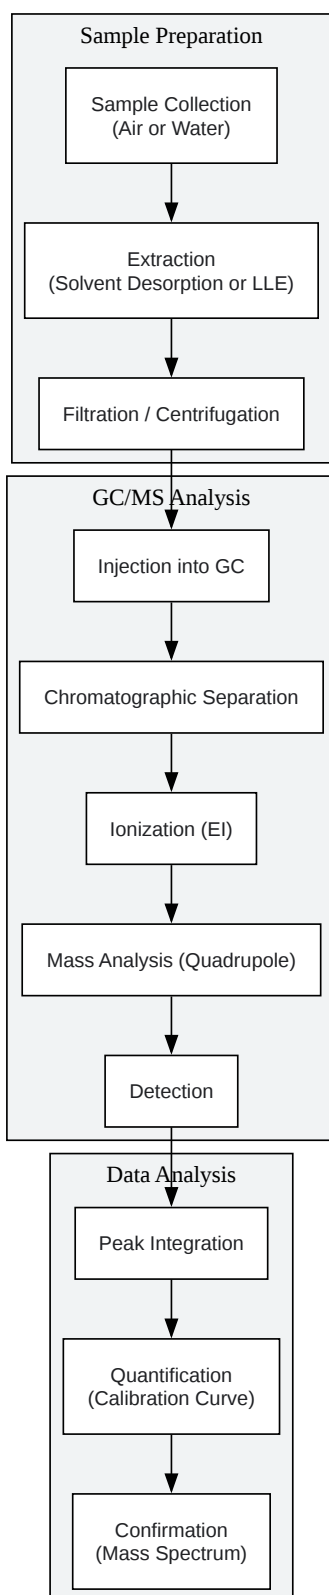 Sample Preparation
Sample Collection
(Air or Water)
Extraction
(Solvent Desorption or LLE)
Filtration / Centrifugation
GC/MS Analysis
Injection into GC
Chromatographic Separation
Ionization (EI)
Mass Analysis (Quadrupole)
Detection
Data Analysis
Peak Integration
Quantification
(Calibration Curve)
Confirmation
(Mass Spectrum)